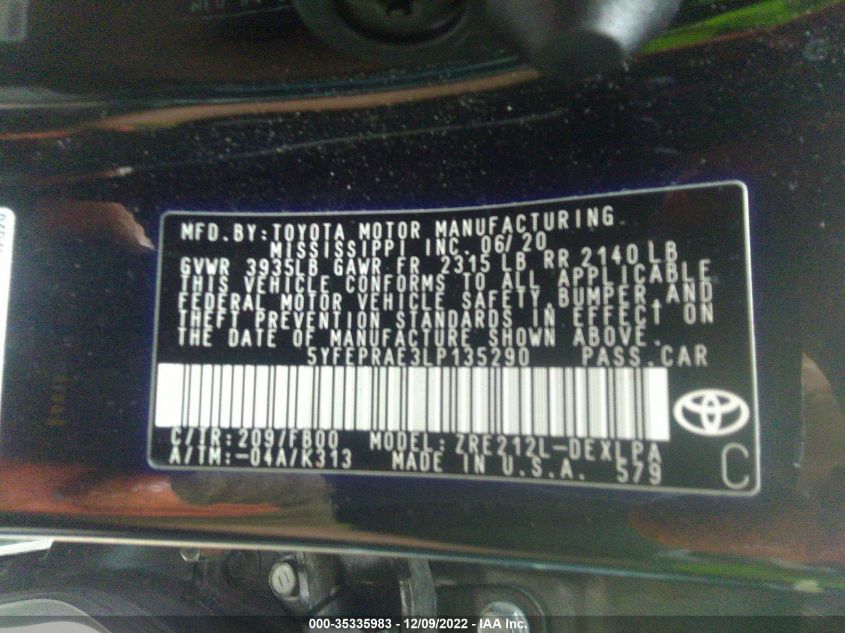 MFD. BY: TOYOTA MOTOR MANUFACTURING
MISSISSIPPI INC. 06/20
GVWR 3935LB GAWR FR 2315 LB RR 2140 LB
THIS VEHICLE CONFORMS TO ALL APPLICABLE
FEDERAL MOTOR VEHICLE SAFETY, BUMPER, AND
THEFT PREVENTION STANDARDS IN EFFECT ON
THE DATE OF MANUFACTURE SHOWN ABOVE.
5YFEPRAE3LP135290 PASS. CAR
C/TR: 209/FB00 MODEL: ZRE212L-DEXLPA
A/TM: -04A/K313 MADE IN U.S.A. 579
C
000-35335983 - 12/09/2022 - IAA Inc.